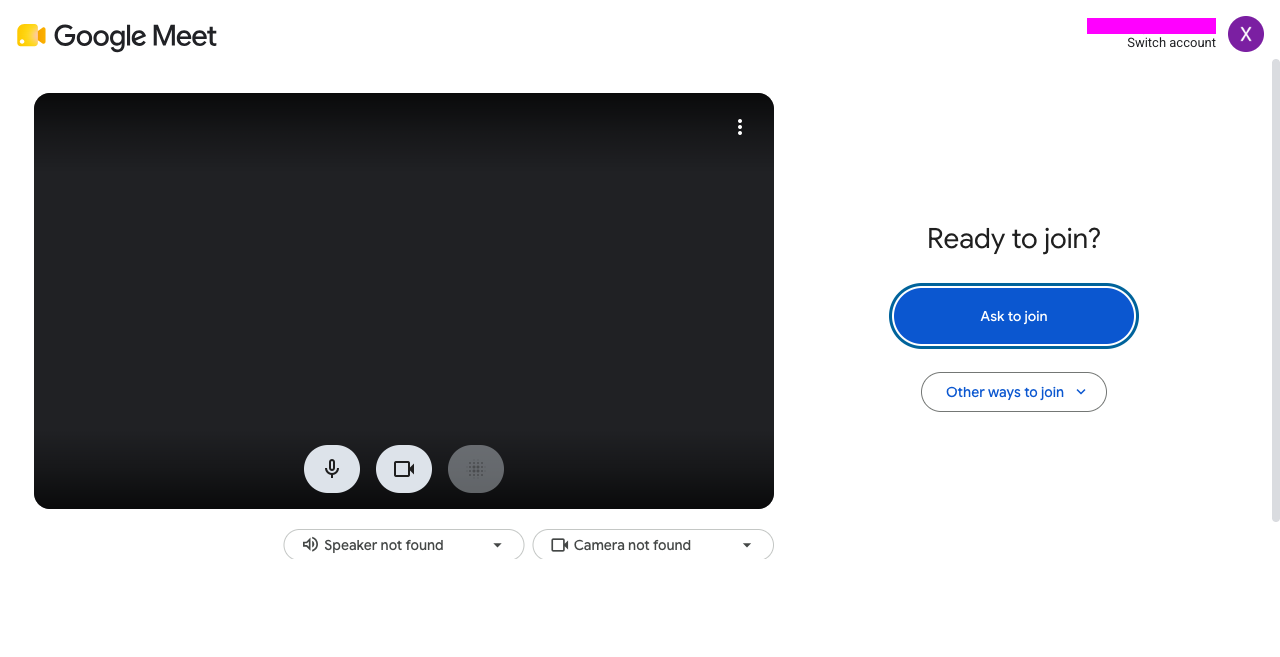 Google Meet
Switch account
X
Ready to join?
Ask to join
Other ways to join
Speaker not found
Camera not found